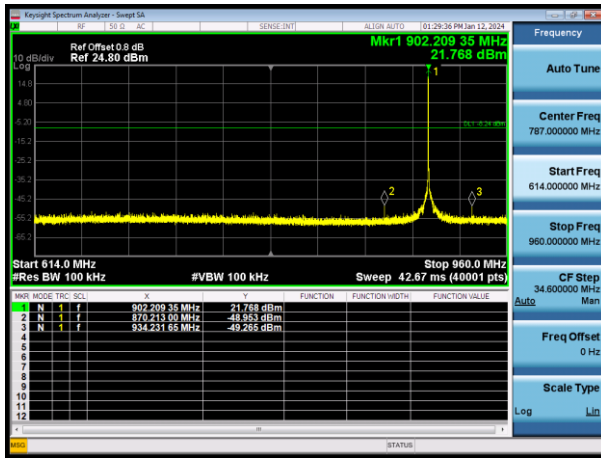 Keysight Spectrum Analyzer - Swept SA
RF 50 Ω AC SENSE:INT ALIGN AUTO 01:29:36 PM Jan 12, 2024
Frequency
Mkr1 902.209 35 MHz
21.768 dBm
Ref Offset 0.8 dB
Ref 24.80 dBm
10 dB/div
Log
1
14.8
4.80
-5.20
DL1 -5.24 dBm
-15.2
-25.2
-35.2
-45.2
2
3
-55.2
-65.2
Start 614.0 MHz
Stop 960.0 MHz
#Res BW 100 kHz #VBW 100 kHz Sweep 42.67 ms (40001 pts)
MKR MODE TRC SCL X Y FUNCTION FUNCTION WIDTH FUNCTION VALUE
1 N 1 f 902.209 35 MHz 21.768 dBm
2 N 1 f 870.213 00 MHz -48.953 dBm
3 N 1 f 934.231 65 MHz -49.265 dBm
4
5
6
7
8
9
10
11
12
MSG
STATUS
Auto Tune
Center Freq
787.000000 MHz
Start Freq
614.000000 MHz
Stop Freq
960.000000 MHz
CF Step
34.600000 MHz
Auto Man
Freq Offset
0 Hz
Scale Type
Log Lin